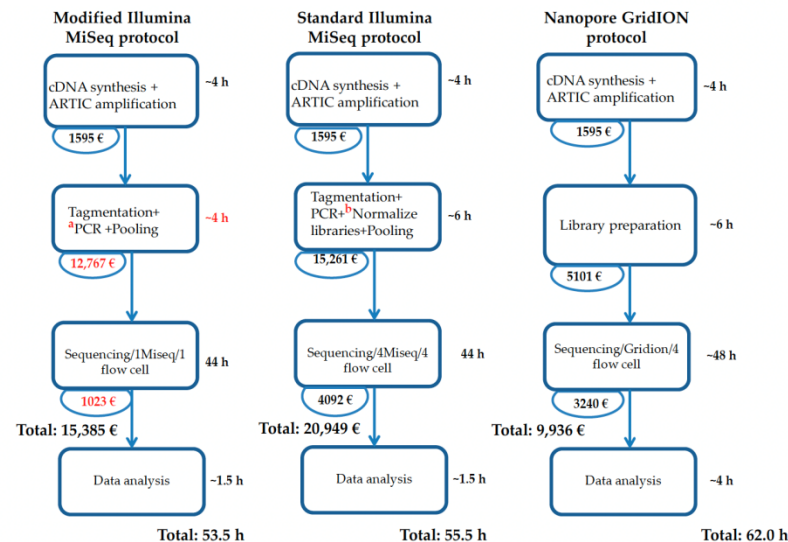 Modified Illumina
MiSeq protocol
cDNA synthesis +
ARTIC amplification
~4 h
1595 €
Tagmentation+
aPCR +Pooling
~4 h
12,767 €
Sequencing/1Miseq/1
flow cell
44 h
1023 €
Total: 15,385 €
Data analysis
~1.5 h
Total: 53.5 h
Standard Illumina
MiSeq protocol
cDNA synthesis +
ARTIC amplification
~4 h
1595 €
Tagmentation+
PCR+bNormalize
libraries+Pooling
~6 h
15,261 €
Sequencing/4Miseq/4
flow cell
44 h
4092 €
Total: 20,949 €
Data analysis
~1.5 h
Total: 55.5 h
Nanopore GridION
protocol
cDNA synthesis +
ARTIC amplification
~4 h
1595 €
Library preparation
~6 h
5101 €
Sequencing/Gridion/4
flow cell
~48 h
3240 €
Total: 9,936 €
Data analysis
~4 h
Total: 62.0 h